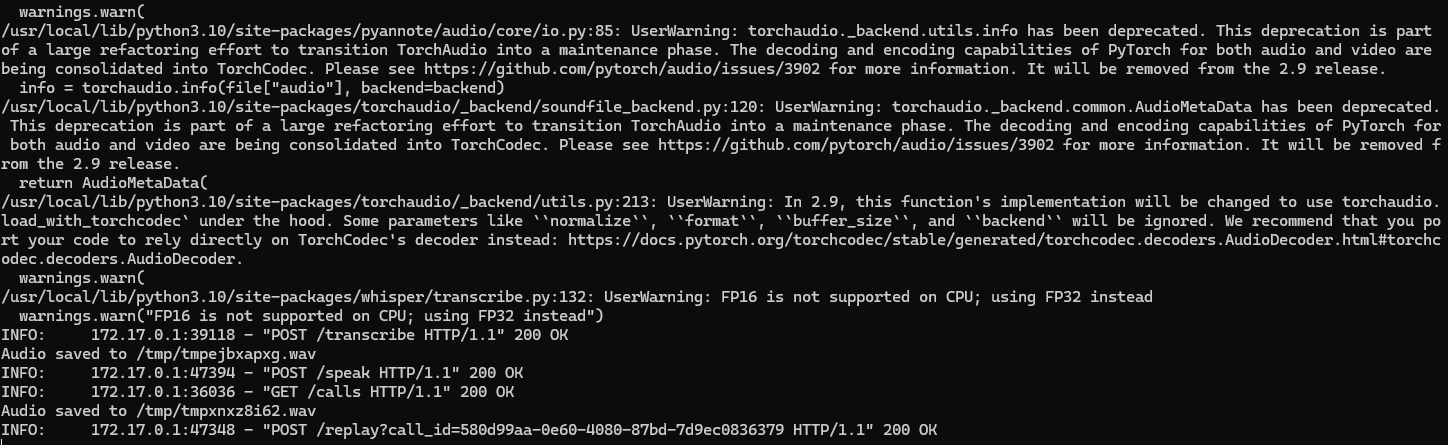 warnings.warn(
/usr/local/lib/python3.10/site-packages/pyannote/audio/core/io.py:85: UserWarning: torchaudio._backend.utils.info has been deprecated. This deprecation is part
of a large refactoring effort to transition TorchAudio into a maintenance phase. The decoding and encoding capabilities of PyTorch for both audio and video are
being consolidated into TorchCodec. Please see https://github.com/pytorch/audio/issues/3902 for more information. It will be removed from the 2.9 release.
  info = torchaudio.info(file["audio"], backend=backend)
/usr/local/lib/python3.10/site-packages/torchaudio/_backend/soundfile_backend.py:120: UserWarning: torchaudio._backend.common.AudioMetaData has been deprecated.
 This deprecation is part of a large refactoring effort to transition TorchAudio into a maintenance phase. The decoding and encoding capabilities of PyTorch for
 both audio and video are being consolidated into TorchCodec. Please see https://github.com/pytorch/audio/issues/3902 for more information. It will be removed f
rom the 2.9 release.
  return AudioMetaData(
/usr/local/lib/python3.10/site-packages/torchaudio/_backend/utils.py:213: UserWarning: In 2.9, this function's implementation will be changed to use torchaudio.
load_with_torchcodec` under the hood. Some parameters like ``normalize``, ``format``, ``buffer_size``, and ``backend`` will be ignored. We recommend that you po
rt your code to rely directly on TorchCodec's decoder instead: https://docs.pytorch.org/torchcodec/stable/generated/torchcodec.decoders.AudioDecoder.html#torchc
odec.decoders.AudioDecoder.
  warnings.warn(
/usr/local/lib/python3.10/site-packages/whisper/transcribe.py:132: UserWarning: FP16 is not supported on CPU; using FP32 instead
  warnings.warn("FP16 is not supported on CPU; using FP32 instead")
INFO:     172.17.0.1:39118 - "POST /transcribe HTTP/1.1" 200 OK
Audio saved to /tmp/tmpejbxapxg.wav
INFO:     172.17.0.1:47394 - "POST /speak HTTP/1.1" 200 OK
INFO:     172.17.0.1:36036 - "GET /calls HTTP/1.1" 200 OK
Audio saved to /tmp/tmpxnxz8i62.wav
INFO:     172.17.0.1:47348 - "POST /replay?call_id=580d99aa-0e60-4080-87bd-7d9ec0836379 HTTP/1.1" 200 OK